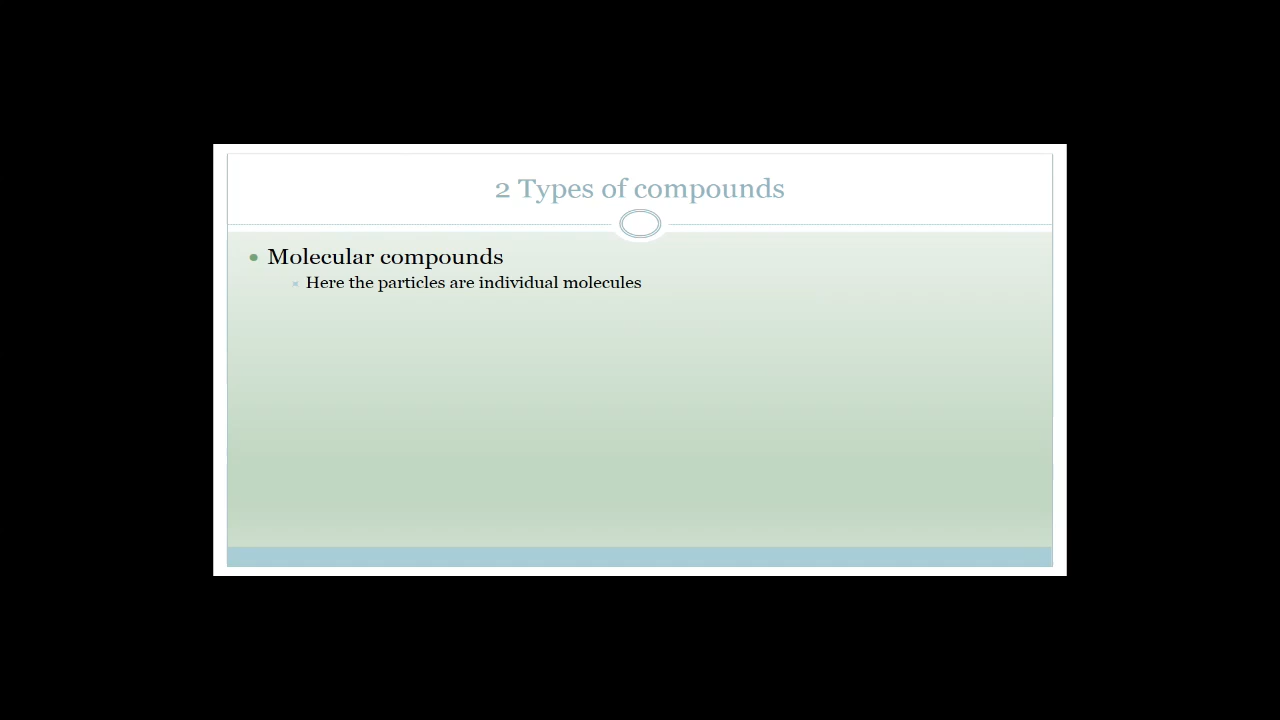 2 Types of compounds
Molecular compounds
Here the particles are individual molecules